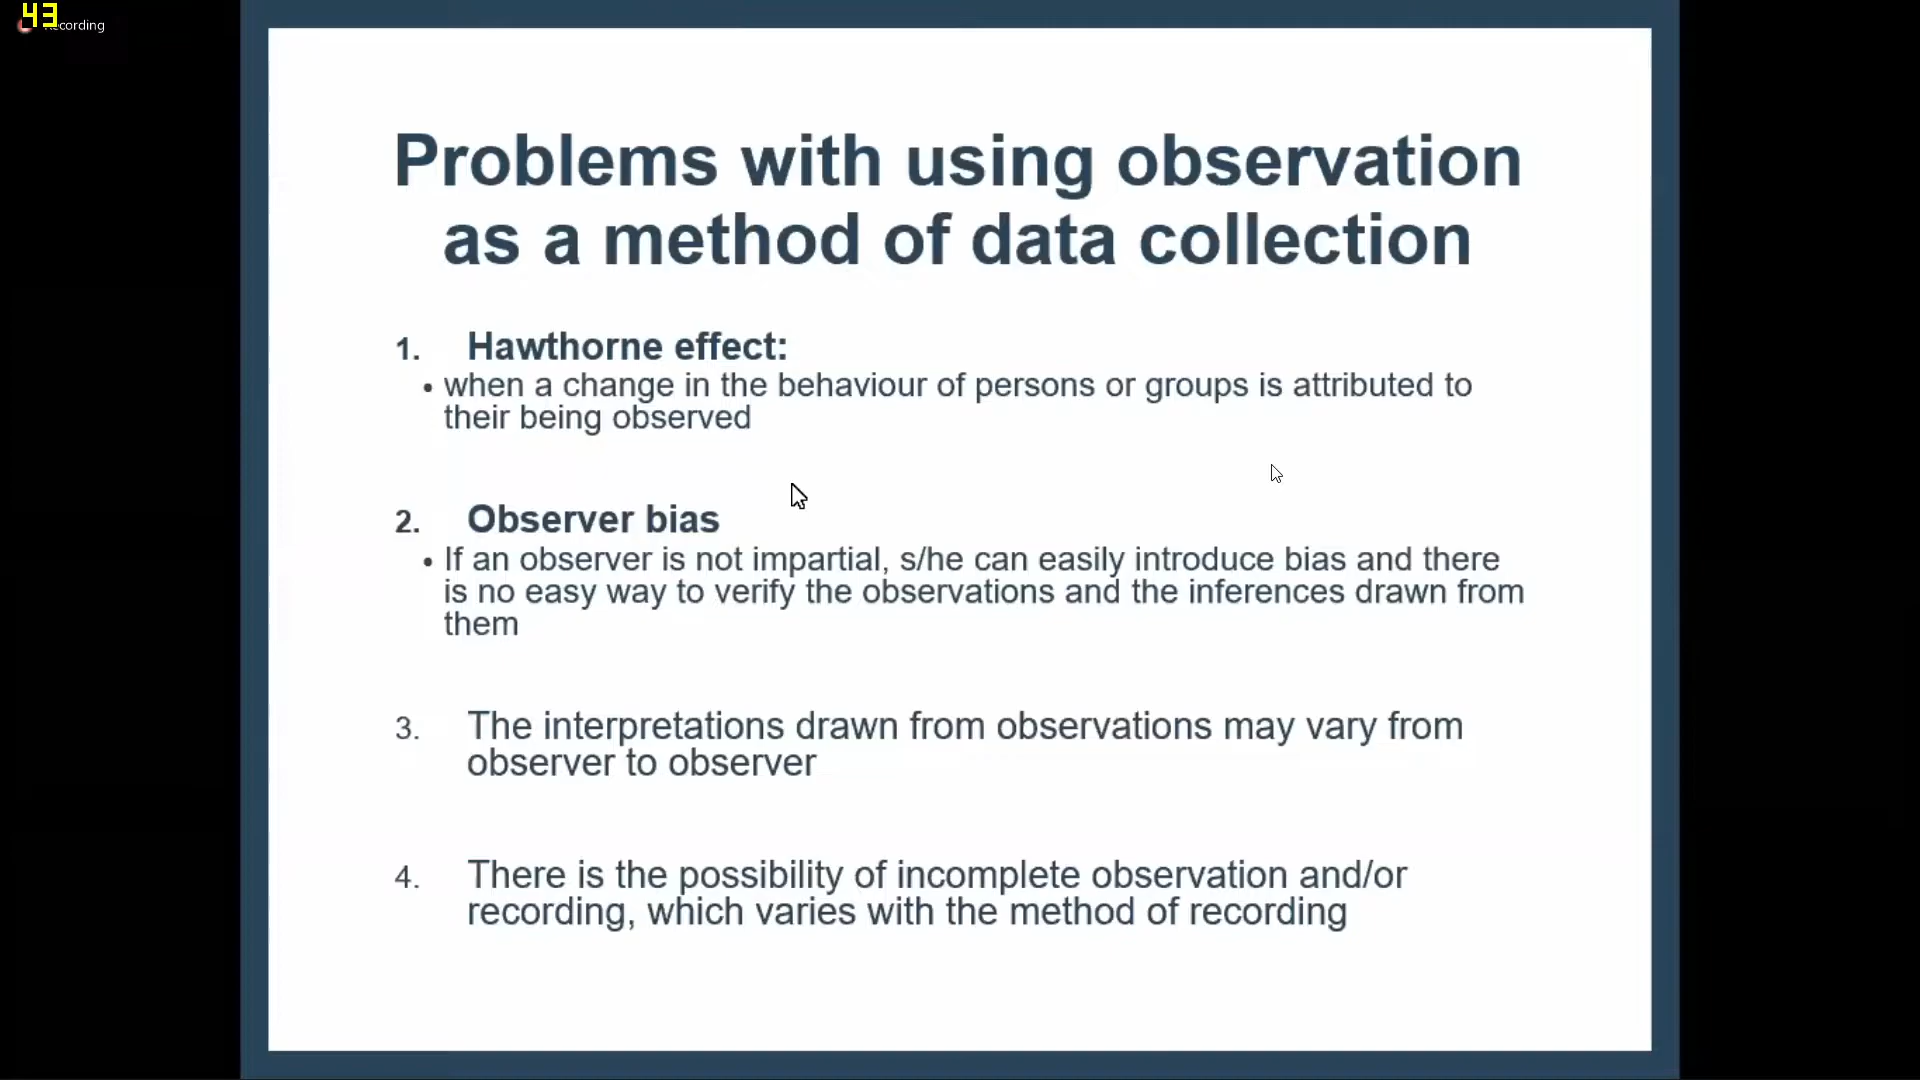 43
Recording
Problems with using observation
as a method of data collection
1. Hawthorne effect:
• when a change in the behaviour of persons or groups is attributed to
their being observed
2. Observer bias
• If an observer is not impartial, s/he can easily introduce bias and there
is no easy way to verify the observations and the inferences drawn from
them
3. The interpretations drawn from observations may vary from
observer to observer
4. There is the possibility of incomplete observation and/or
recording, which varies with the method of recording